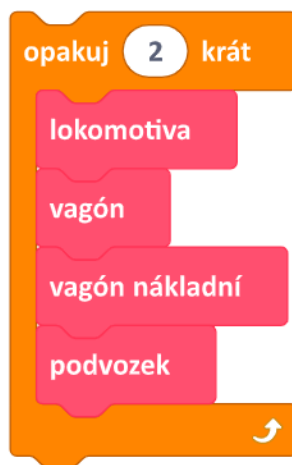 opakuj 2 krát
lokomotiva
vagón
vagón nákladní
podvozek